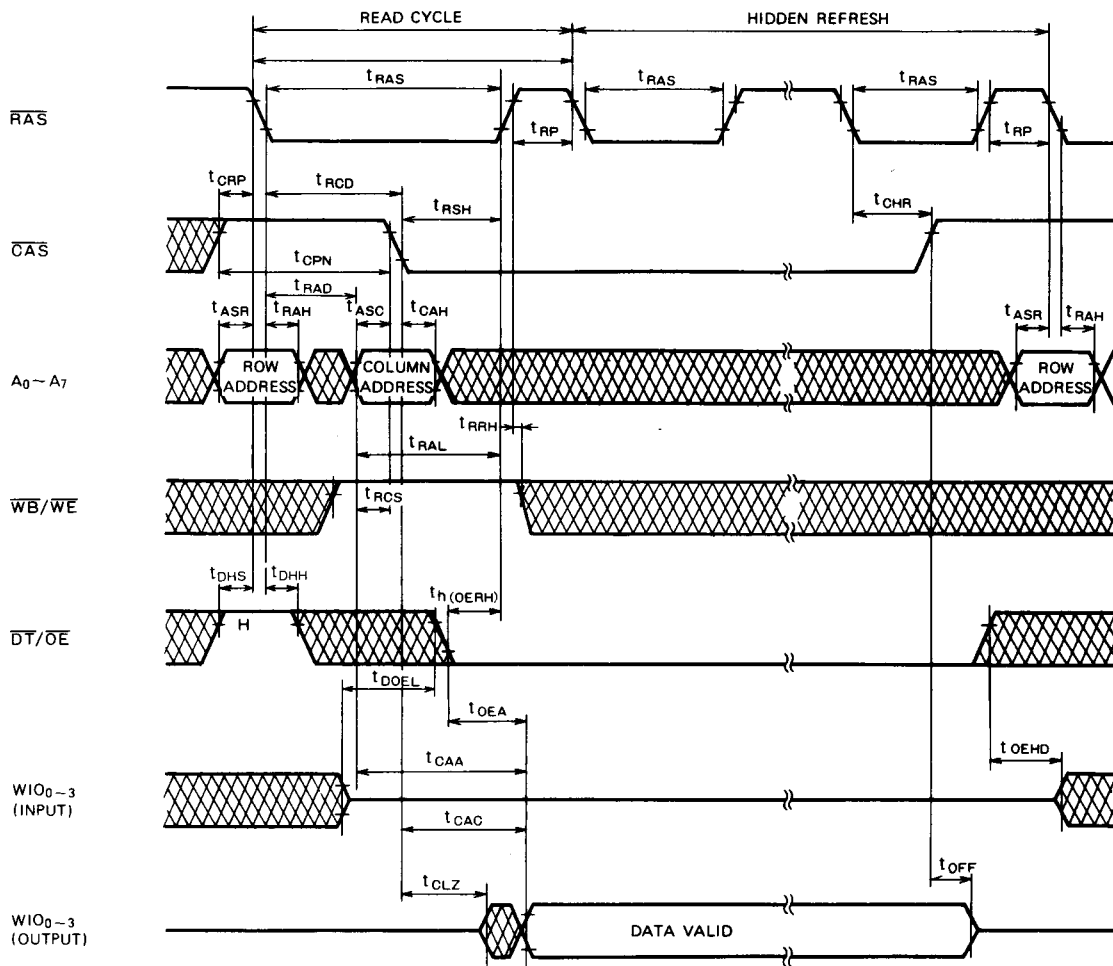 READ CYCLE HIDDEN REFRESH
tRAS tRAS tRAS
RAS
tRP tRP
tCRP tRCD
tRSH tCHR
CAS
tCPN
tRAD
tASR tRAH tASC tCAH tASR tRAH
A0~A7 ROW ADDRESS COLUMN ADDRESS ROW ADDRESS
tRRH
tRAL
WB/WE
tRCS
tDHS tDHH
th(OERH)
DT/OE H
tDOEL
tOEA
tOEHD
tCAA
WIO0-3
(INPUT)
tCAC
tCLZ tOFF
WIO0-3
(OUTPUT)
DATA VALID